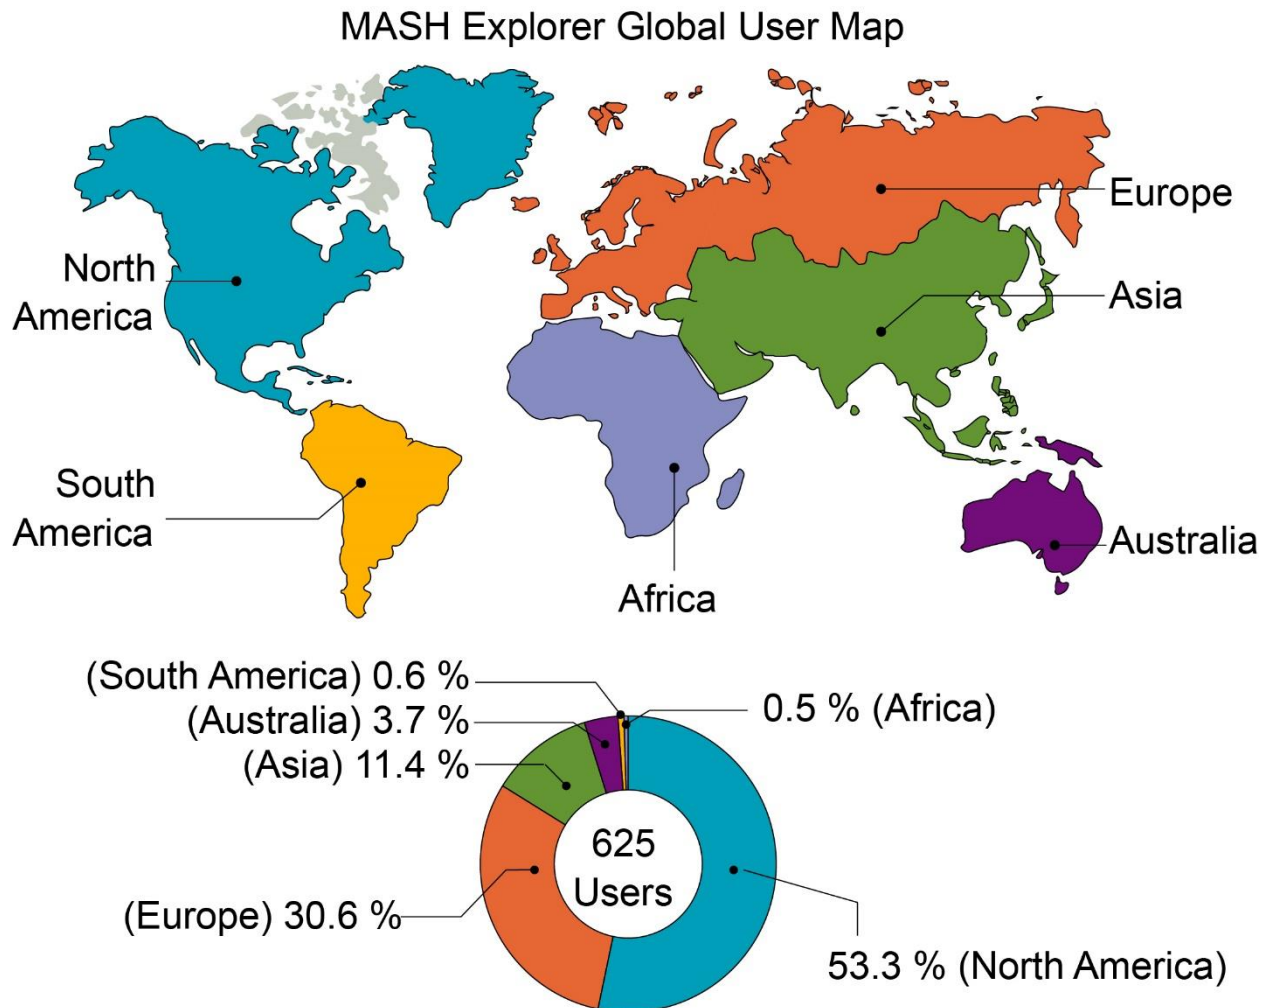 MASH Explorer Global User Map
Europe
North
America
Asia
South
America
Australia
Africa
(South America) 0.6 %
0.5 % (Africa)
(Australia) 3.7 %
(Asia) 11.4 %
625
Users
(Europe) 30.6 %
53.3 % (North America)